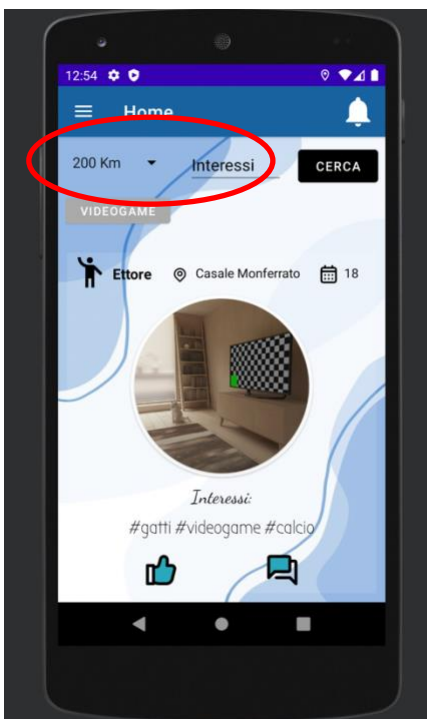 12:54
Home
200 Km Interessi CERCA
VIDEOGAME
Ettore Casale Monferrato 18
Interessi:
#gatti #videogame #calcio